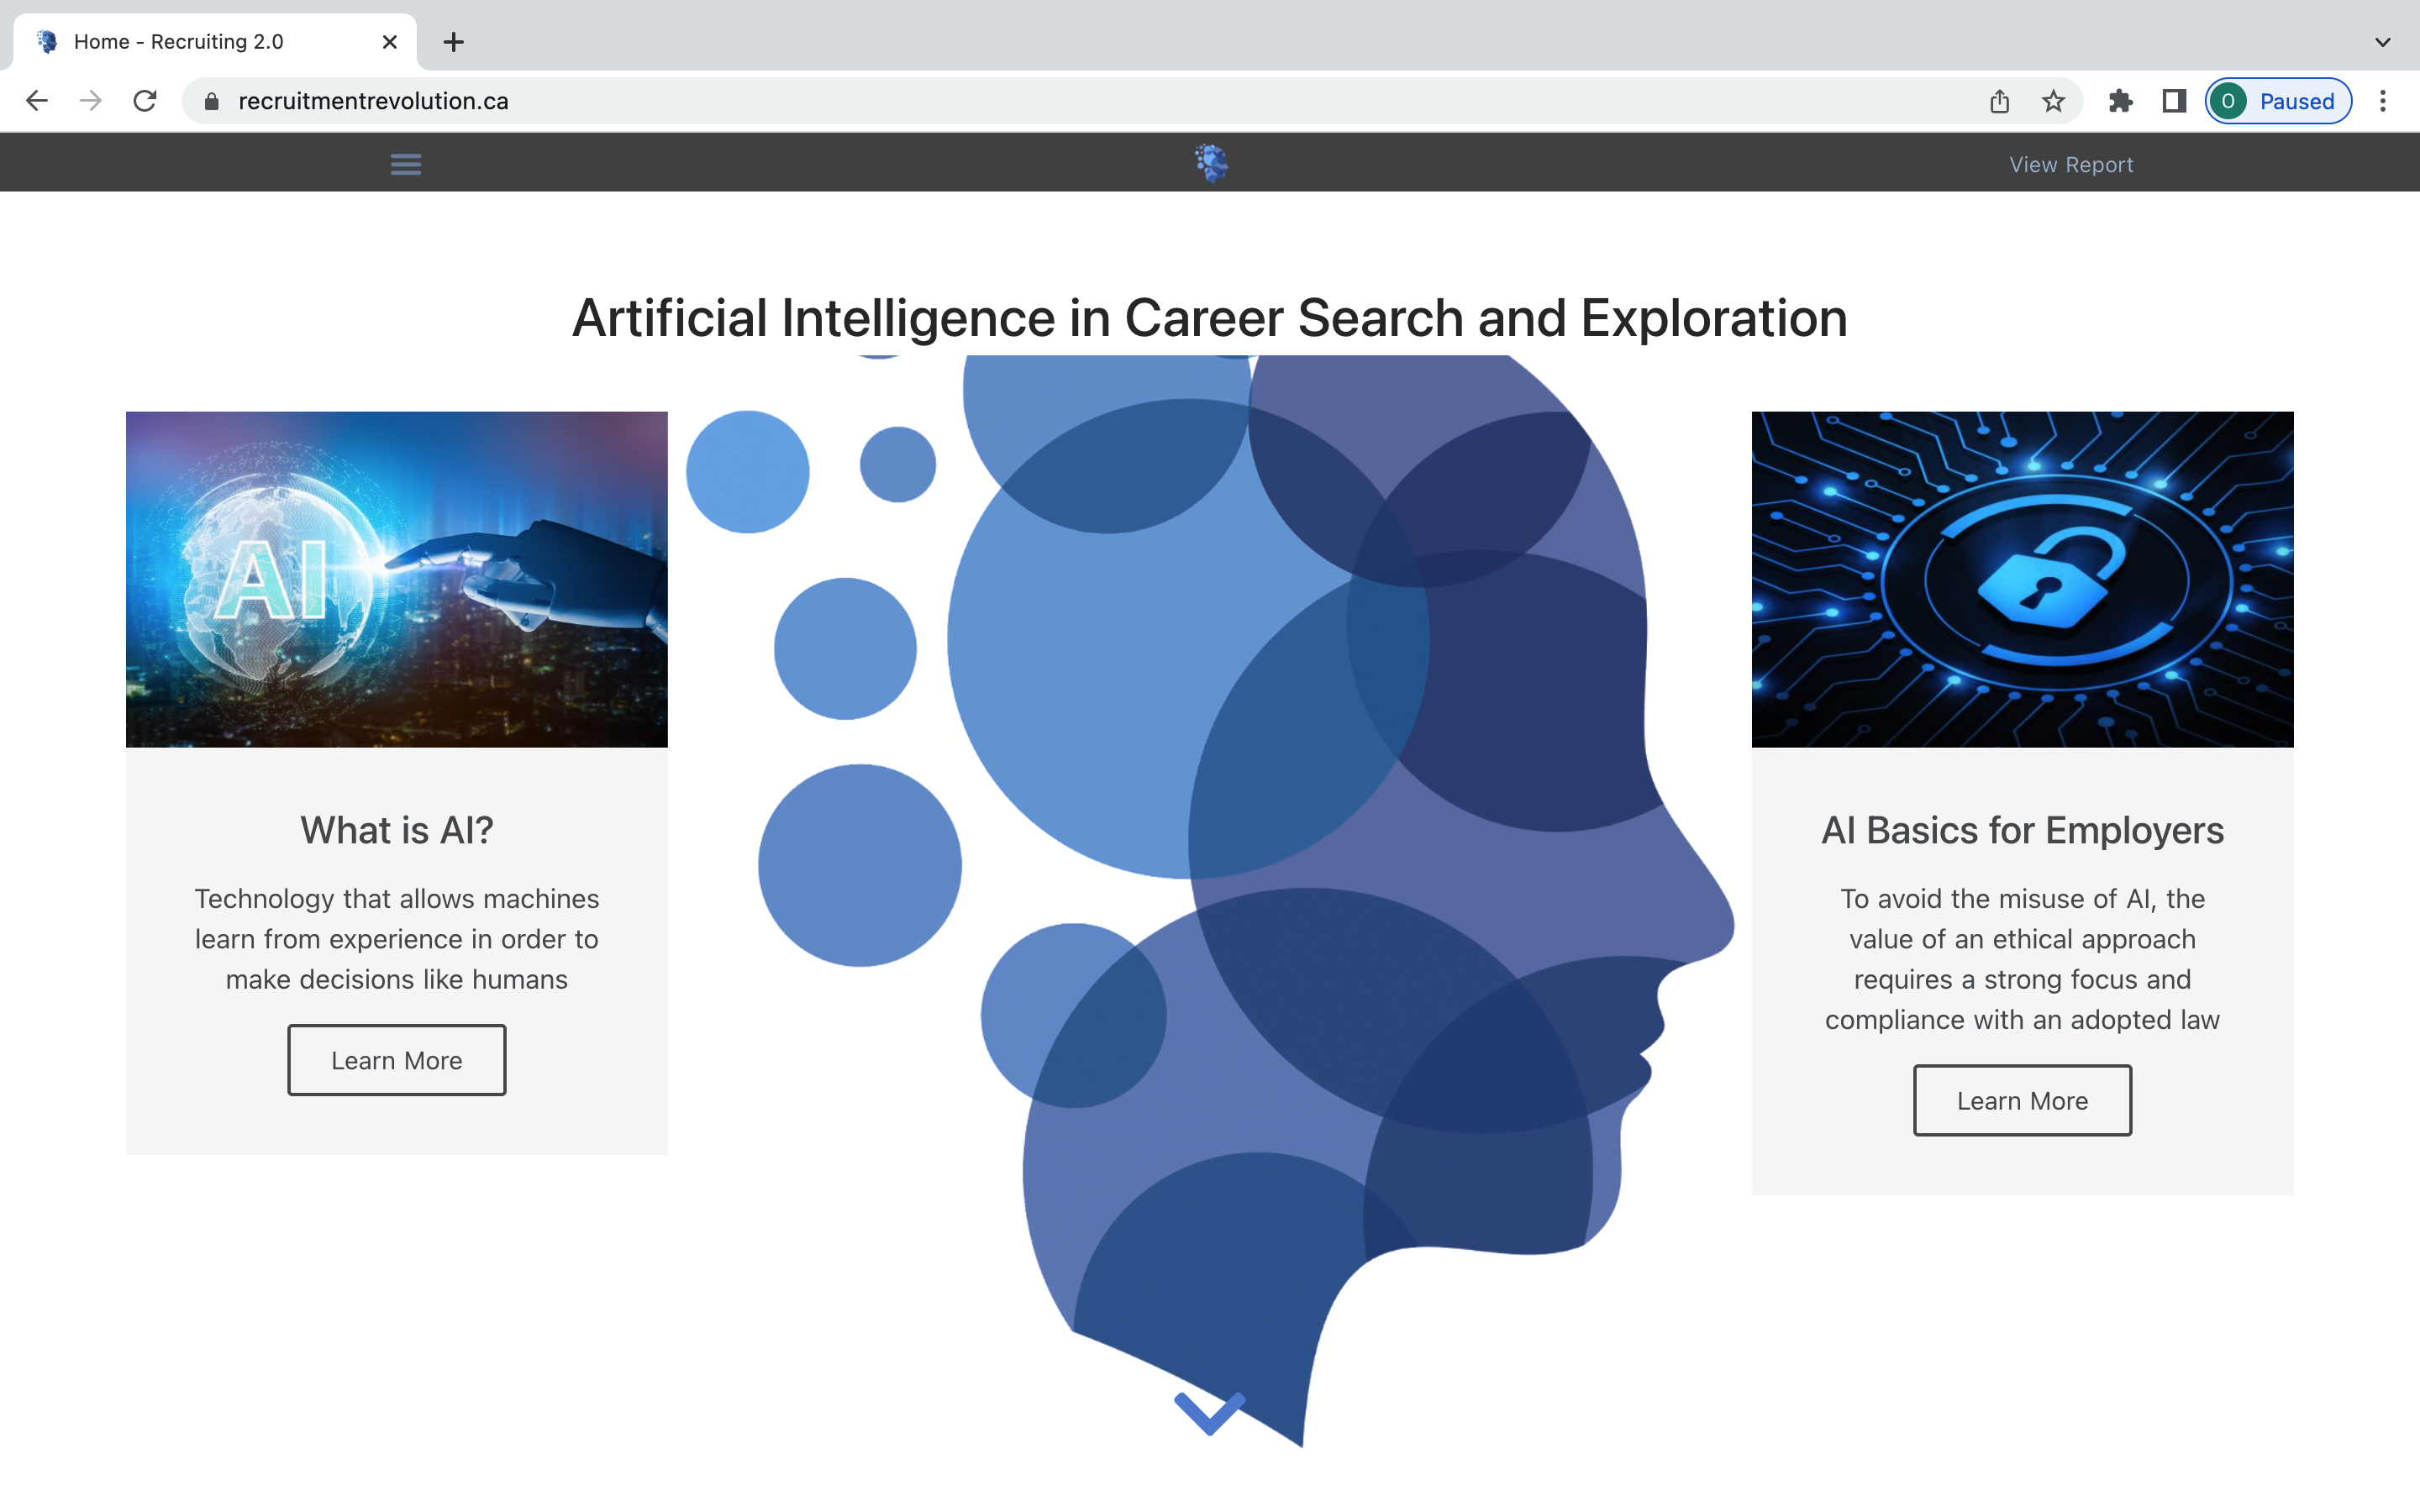 Home - Recruiting 2.0
recruitmentrevolution.ca
O
Paused
View Report
Artificial Intelligence in Career Search and Exploration
AI
What is AI?
Technology that allows machines
learn from experience in order to
make decisions like humans
Learn More
AI Basics for Employers
To avoid the misuse of AI, the
value of an ethical approach
requires a strong focus and
compliance with an adopted law
Learn More